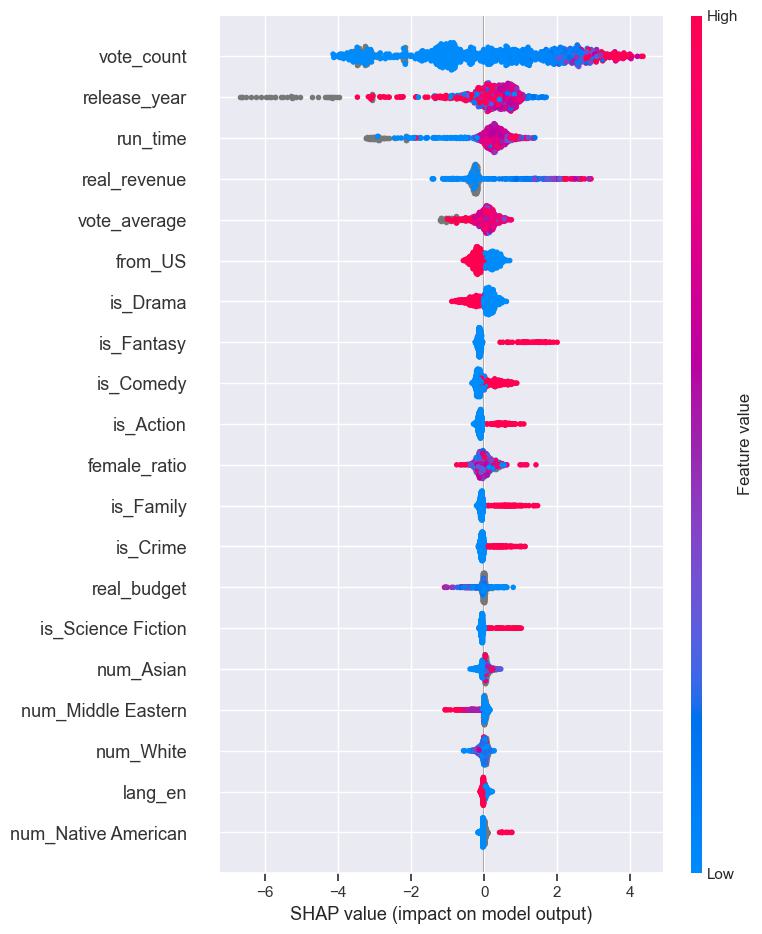 High
vote_count
release_year
run_time
real_revenue
vote_average
from_US
is_Drama
is_Fantasy
is_Comedy
is_Action
female_ratio
is_Family
is_Crime
real_budget
is_Science Fiction
num_Asian
num_Middle Eastern
num_White
lang_en
num_Native American
Feature value
Low
−6 −4 −2 0 2 4
SHAP value (impact on model output)